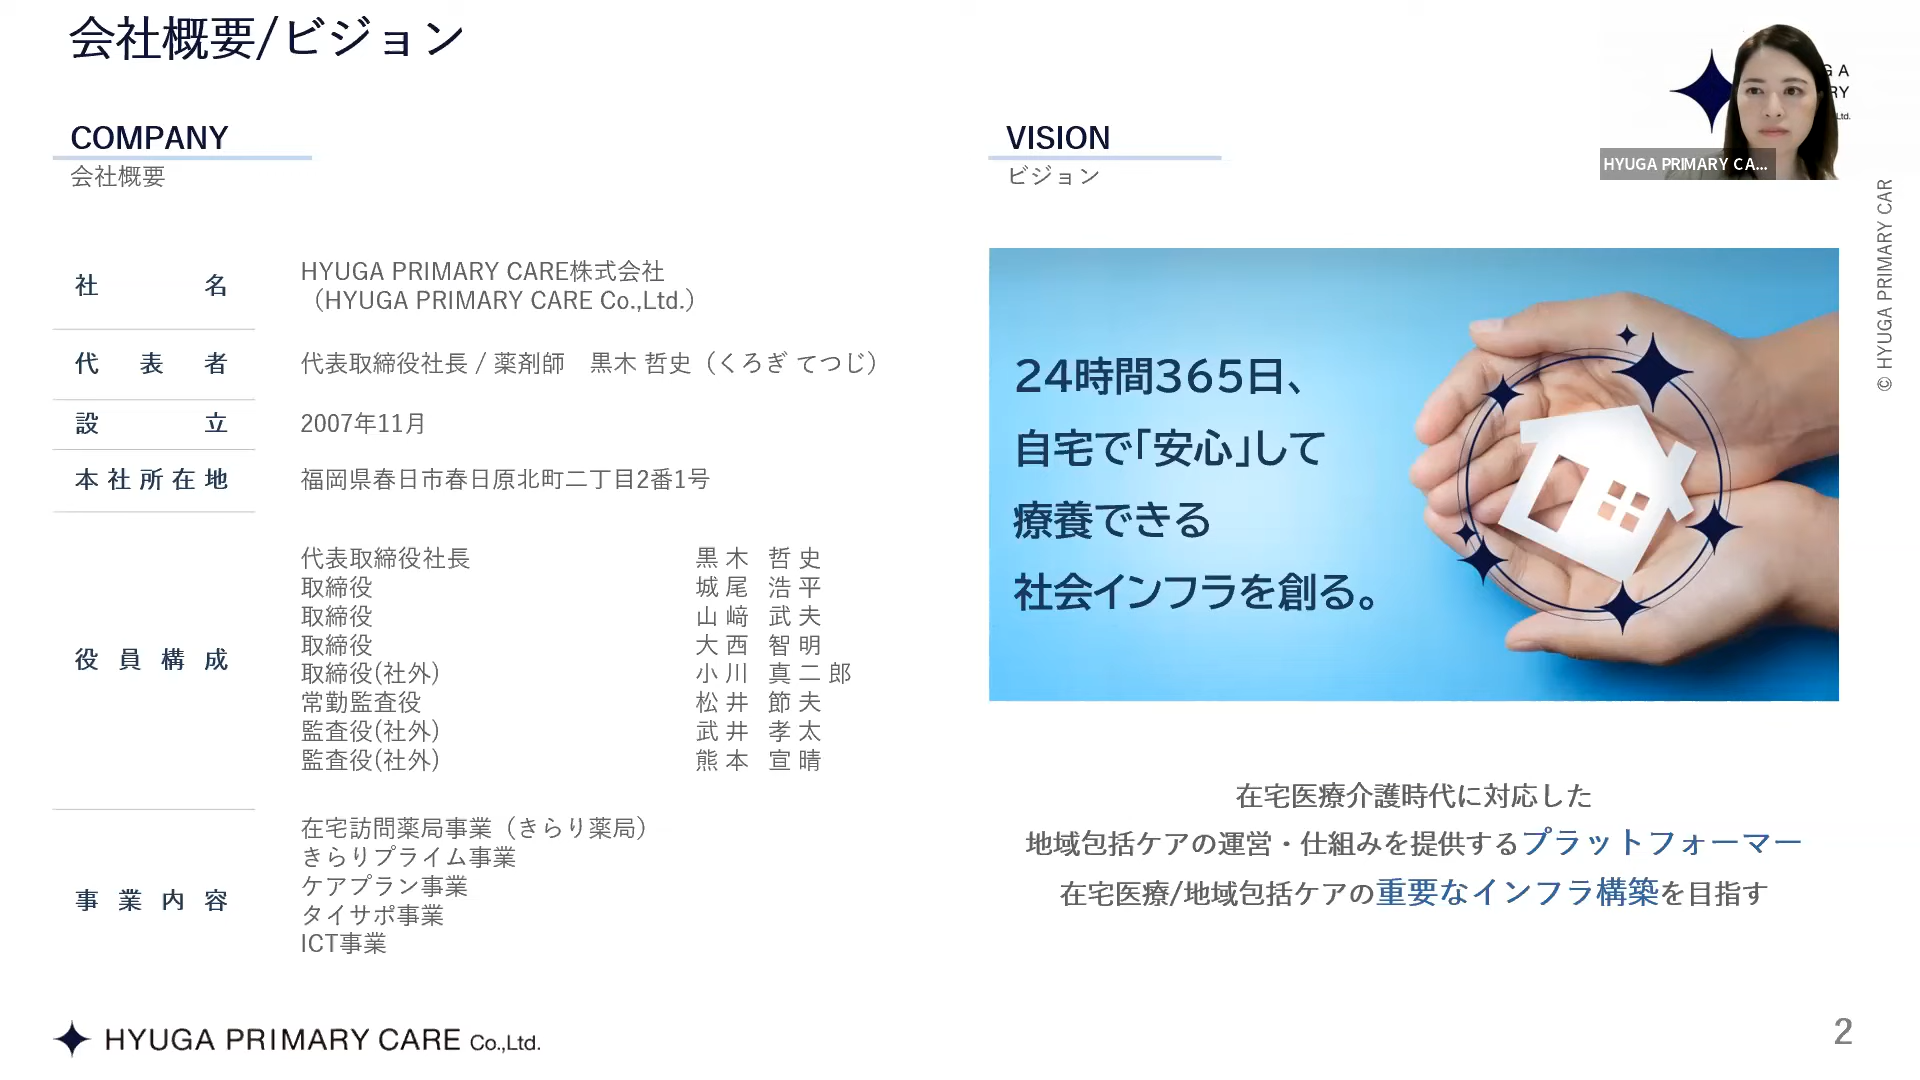 会社概要/ビジョン
COMPANY
会社概要
社名
HYUGA PRIMARY CARE株式会社
（HYUGA PRIMARY CARE Co.,Ltd.）
代表者
代表取締役社長 / 薬剤師　黒木 哲史（くろぎ てつじ）
設立
2007年11月
本社所在地
福岡県春日市春日原北町二丁目2番1号
役員構成
代表取締役社長 黒木 哲史
取締役 城尾 浩平
取締役 山﨑 武夫
取締役 大西 智明
取締役(社外) 小川 真二郎
常勤監査役 松井 節夫
監査役(社外) 武井 孝太
監査役(社外) 熊本 宣晴
事業内容
在宅訪問薬局事業（きらり薬局）
きらりプライム事業
ケアプラン事業
タイサポ事業
ICT事業
VISION
ビジョン
24時間365日、
自宅で「安心」して
療養できる
社会インフラを創る。
在宅医療介護時代に対応した
地域包括ケアの運営・仕組みを提供するプラットフォーマー
在宅医療/地域包括ケアの重要なインフラ構築を目指す
G A
RY
Ltd.
HYUGA PRIMARY CA...
© HYUGA PRIMARY CAR
HYUGA PRIMARY CARE Co.,Ltd.
2